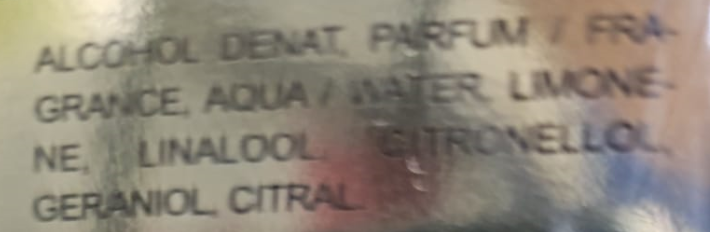 ALCOHOL DENAT, PARFUM / FRA-
GRANCE, AQUA / WATER, LIMONE-
NE, LINALOOL, CITRONELLOL,
GERANIOL, CITRAL.